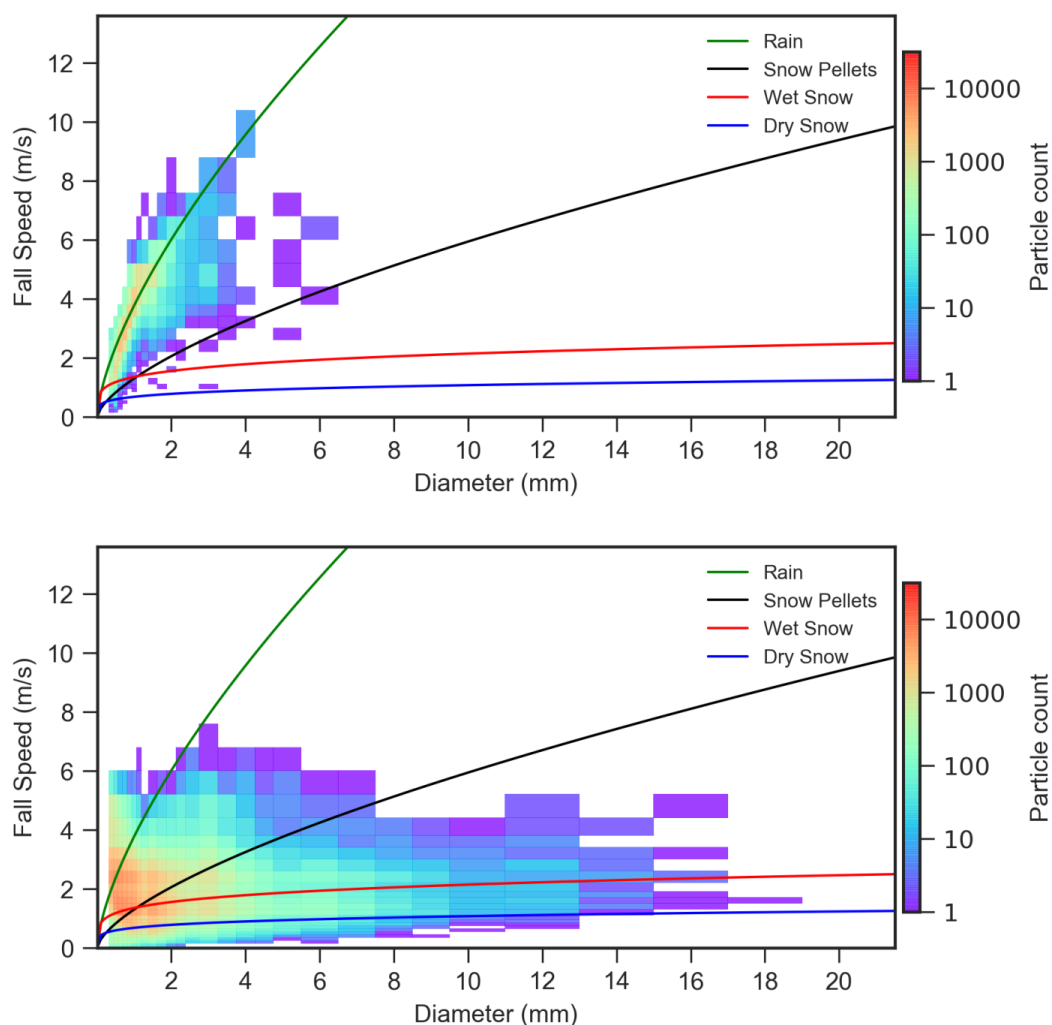 12
10
8
6
4
2
0
Fall Speed (m/s)
2 4 6 8 10 12 14 16 18 20
Diameter (mm)
Rain
Snow Pellets
Wet Snow
Dry Snow
10000
1000
100
10
1
Particle count
12
10
8
6
4
2
0
Fall Speed (m/s)
2 4 6 8 10 12 14 16 18 20
Diameter (mm)
Rain
Snow Pellets
Wet Snow
Dry Snow
10000
1000
100
10
1
Particle count